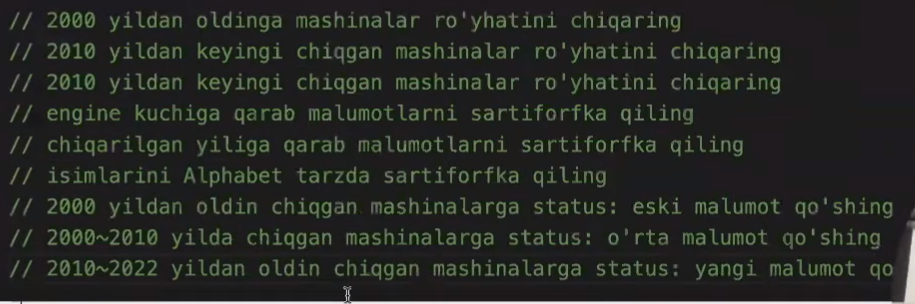 // 2000 yildan oldinga mashinalar ro'yhatini chiqaring
// 2010 yildan keyingi chiqgan mashinalar ro'yhatini chiqaring
// 2010 yildan keyingi chiqgan mashinalar ro'yhatini chiqaring
// engine kuchiga qarab malumotlarni sartiforfka qiling
// chiqarilgan yiliga qarab malumotlarni sartiforfka qiling
// isimlarini Alphabet tarzda sartiforfka qiling
// 2000 yildan oldin chiqgan mashinalarga status: eski malumot qo'shing
// 2000~2010 yilda chiqgan mashinalarga status: o'rta malumot qo'shing
// 2010~2022 yildan oldin chiqgan mashinalarga status: yangi malumot qo